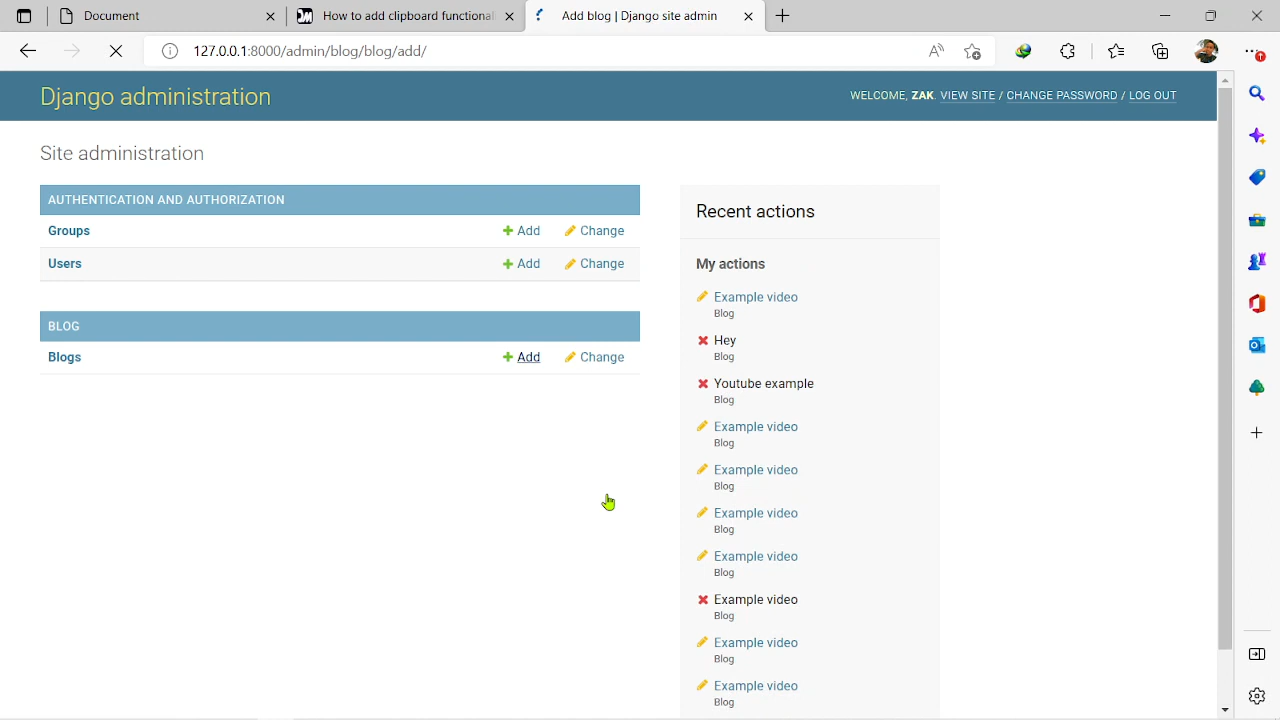 Document
How to add clipboard functional
Add blog | Django site admin
127.0.0.1:8000/admin/blog/blog/add/
Django administration
WELCOME, ZAK. VIEW SITE / CHANGE PASSWORD / LOG OUT
Site administration
AUTHENTICATION AND AUTHORIZATION
Groups Add Change
Users Add Change
BLOG
Blogs Add Change
Recent actions
My actions
Example video
Blog
Hey
Blog
Youtube example
Blog
Example video
Blog
Example video
Blog
Example video
Blog
Example video
Blog
Example video
Blog
Example video
Blog
Example video
Blog